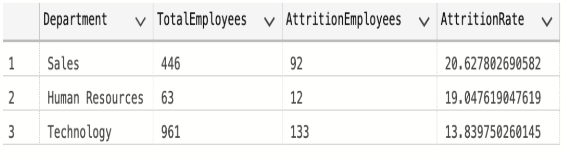 Department TotalEmployees AttritionEmployees AttritionRate
1 Sales 446 92 20.627802690582
2 Human Resources 63 12 19.047619047619
3 Technology 961 133 13.839750260145